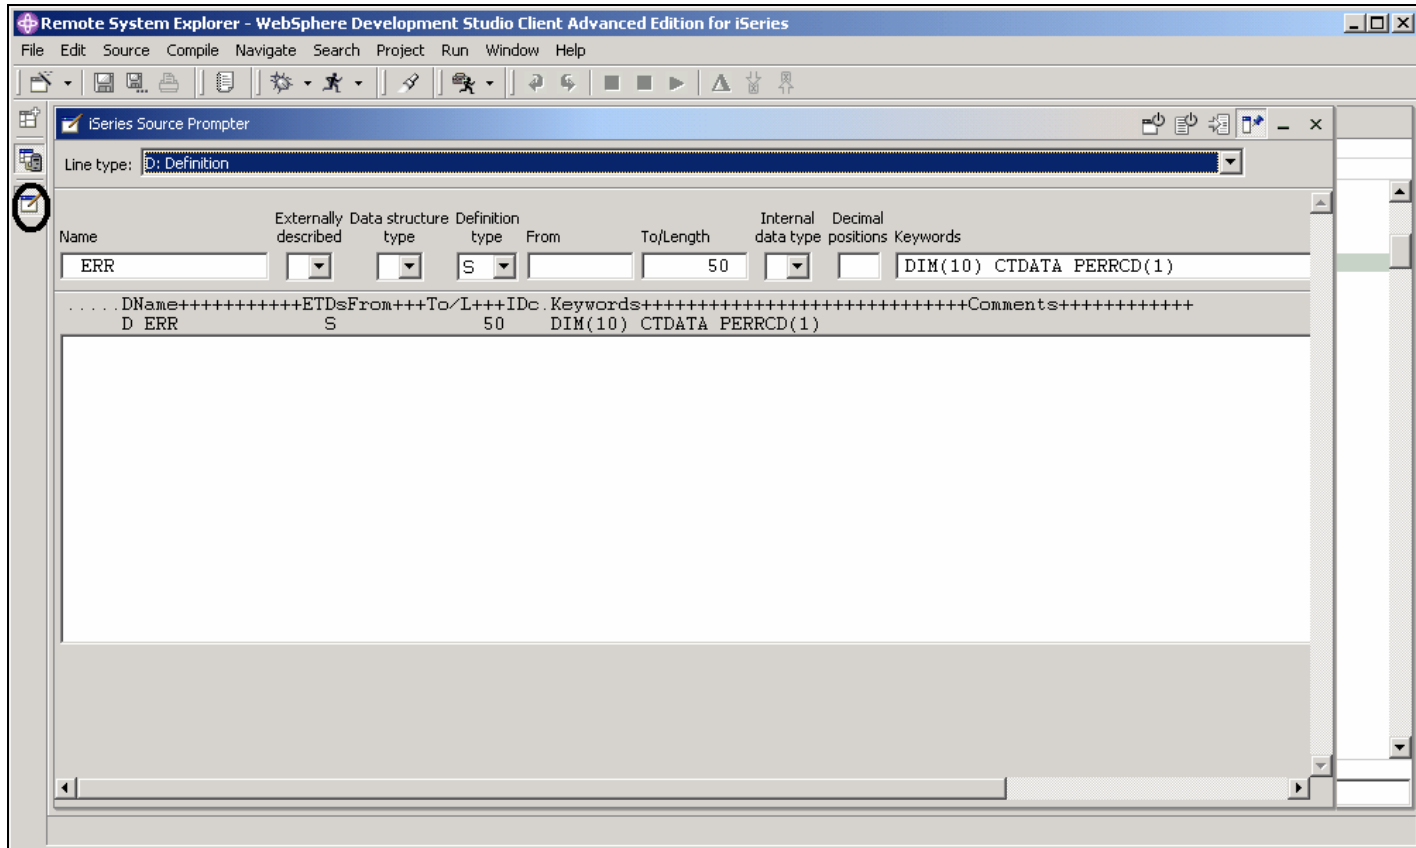 Remote System Explorer - WebSphere Development Studio Client Advanced Edition for iSeries
File Edit Source Compile Navigate Search Project Run Window Help
iSeries Source Prompter
Line type: D: Definition
Externally Data structure Definition Internal Decimal
Name described type type From To/Length data type positions Keywords
ERR S 50 DIM(10) CTDATA PERRCD(1)
.....DName+++++++++++ETDsFrom+++To/L+++IDc.Keywords+++++++++++++++++++++++++++++Comments++++++++++++
D ERR S 50 DIM(10) CTDATA PERRCD(1)